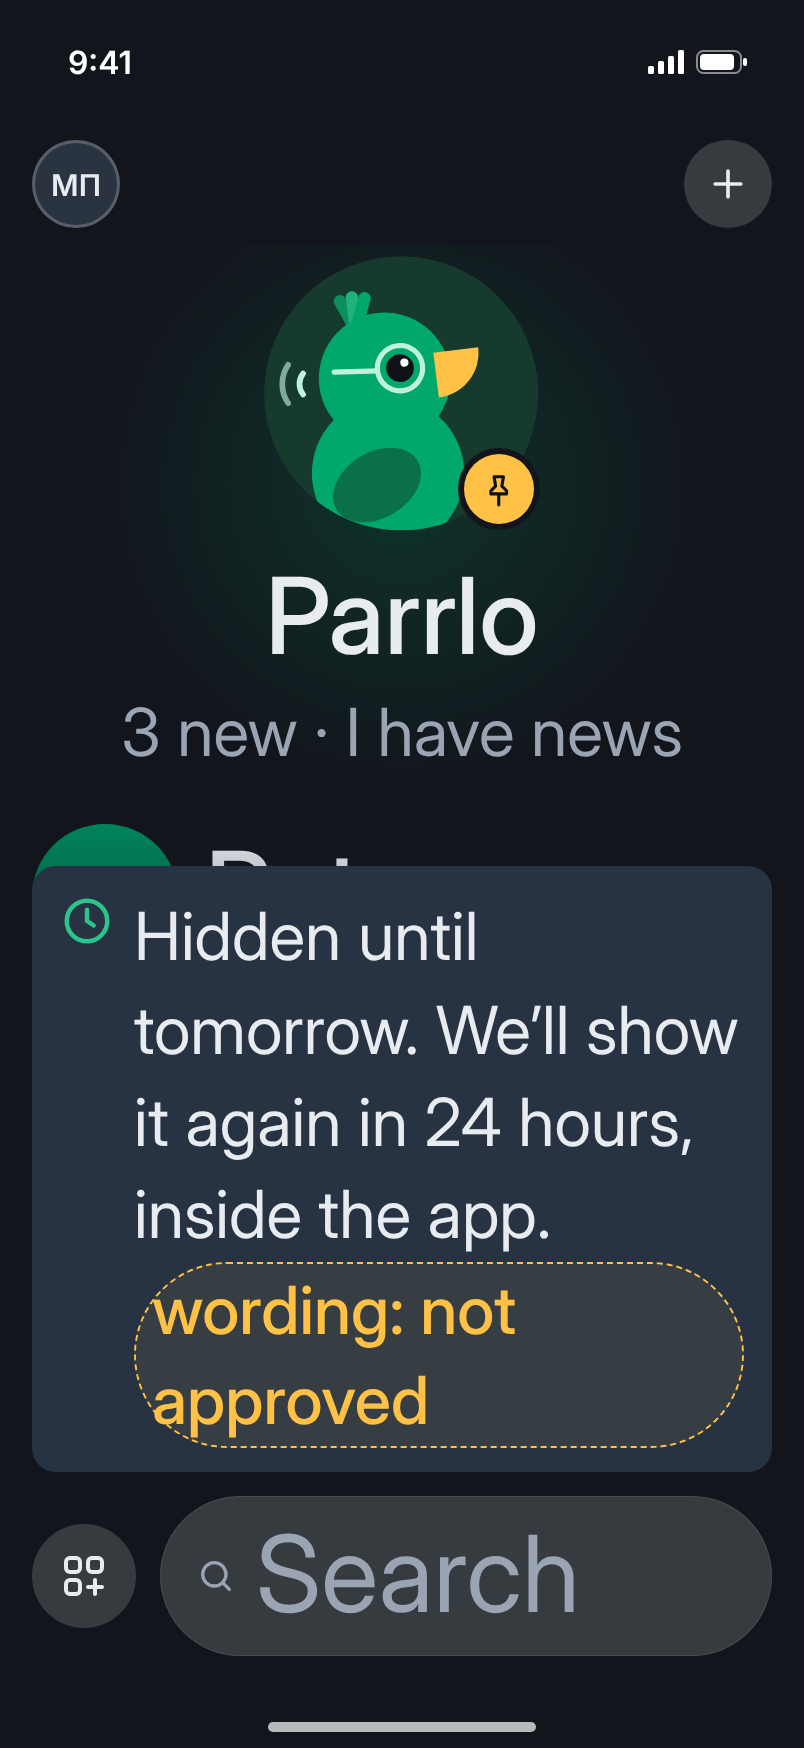 9:41
МП
Parrlo
3 new · I have news
Hidden until
tomorrow. We’ll show
it again in 24 hours,
inside the app.
wording: not
approved
Search